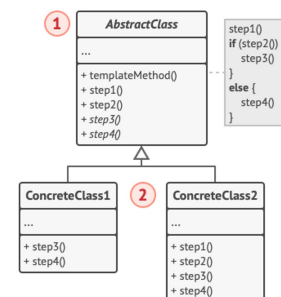 1
AbstractClass
...
+ templateMethod()
+ step1()
+ step2()
+ step3()
+ step4()
step1()
if (step2()) {
step3()
}
else {
step4()
}
2
ConcreteClass1
...
+ step3()
+ step4()
ConcreteClass2
...
+ step1()
+ step2()
+ step3()
+ step4()